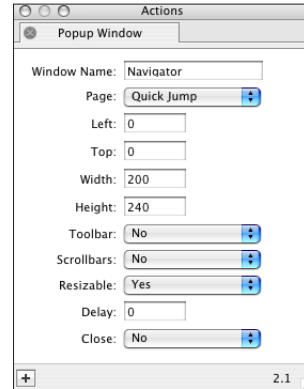 Actions
Popup Window
Window Name: Navigator
Page: Quick Jump
Left: 0
Top: 0
Width: 200
Height: 240
Toolbar: No
Scrollbars: No
Resizable: Yes
Delay: 0
Close: No
+ 2.1